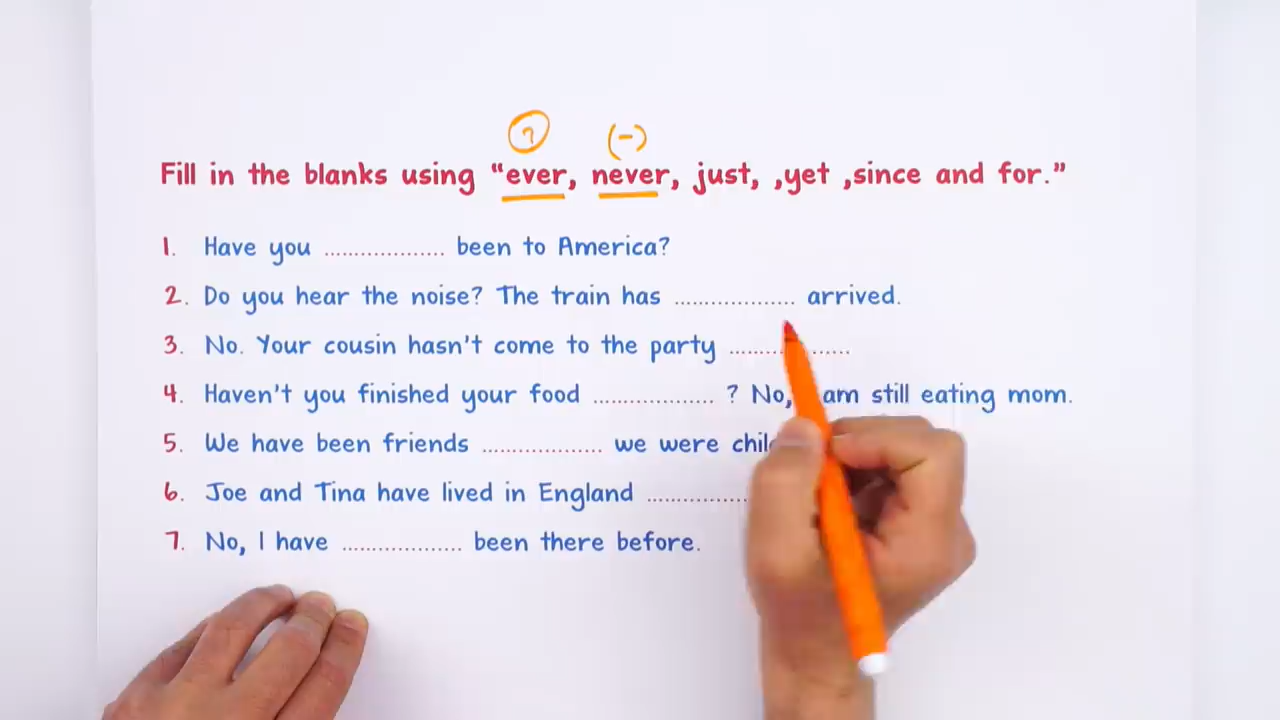 ? (-)
Fill in the blanks using “ever, never, just, ,yet ,since and for.”
1. Have you .................... been to America?
2. Do you hear the noise? The train has .................... arrived.
3. No. Your cousin hasn't come to the party ....................
4. Haven't you finished your food .................... ? No, am still eating mom.
5. We have been friends .................... we were
6. Joe and Tina have lived in England ....................
7. No, I have .................... been there before.